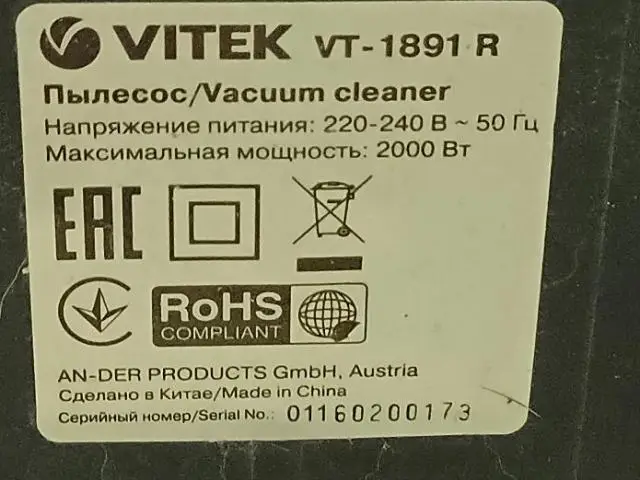 VITEK VT-1891 R
Пылесос/Vacuum cleaner
Напряжение питания: 220-240 В ~ 50 Гц
Максимальная мощность: 2000 Вт
EAC
RoHS
COMPLIANT
AN-DER PRODUCTS GmbH, Austria
Сделано в Китае/Made in China
Серийный номер/Serial No.: 01160200173